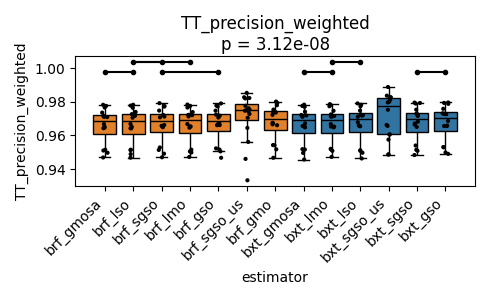 TT_precision_weighted
p = 3.12e-08
TT_precision_weighted
1.00
0.98
0.96
0.94
brf_gmosa
brf_lso
brf_sgso
brf_lmo
brf_gso
brf_sgso_us
brf_gmo
bxt_gmosa
bxt_lmo
bxt_lso
bxt_sgso_us
bxt_sgso
bxt_gso
estimator